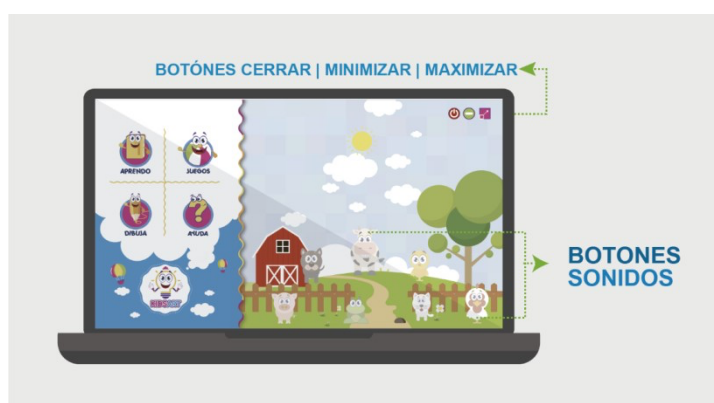 BOTÓNES CERRAR | MINIMIZAR | MAXIMIZAR
APRENDO
JUEGOS
DIBUJA
AYUDA
BOTONES
SONIDOS